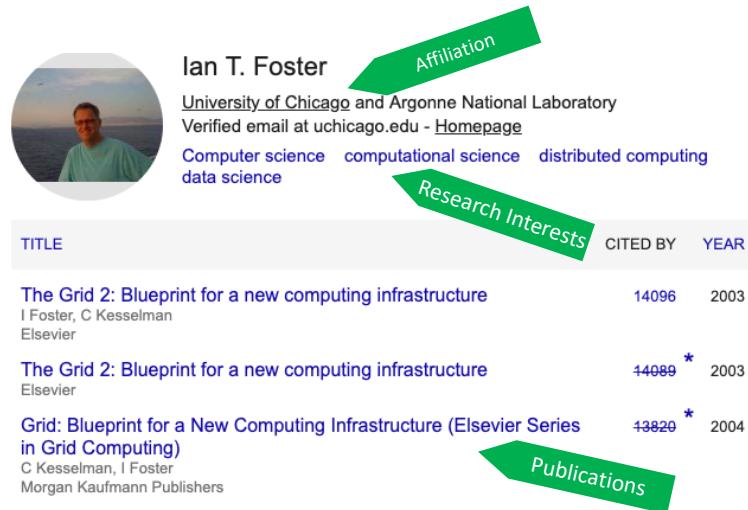 Ian T. Foster
Affiliation
University of Chicago and Argonne National Laboratory
Verified email at uchicago.edu - Homepage
Computer science computational science distributed computing
data science
Research Interests
TITLE CITED BY YEAR
The Grid 2: Blueprint for a new computing infrastructure 14096 2003
I Foster, C Kesselman
Elsevier
The Grid 2: Blueprint for a new computing infrastructure 14089 * 2003
Elsevier
Grid: Blueprint for a New Computing Infrastructure (Elsevier Series 13820 * 2004
in Grid Computing)
C Kesselman, I Foster
Morgan Kaufmann Publishers
Publications